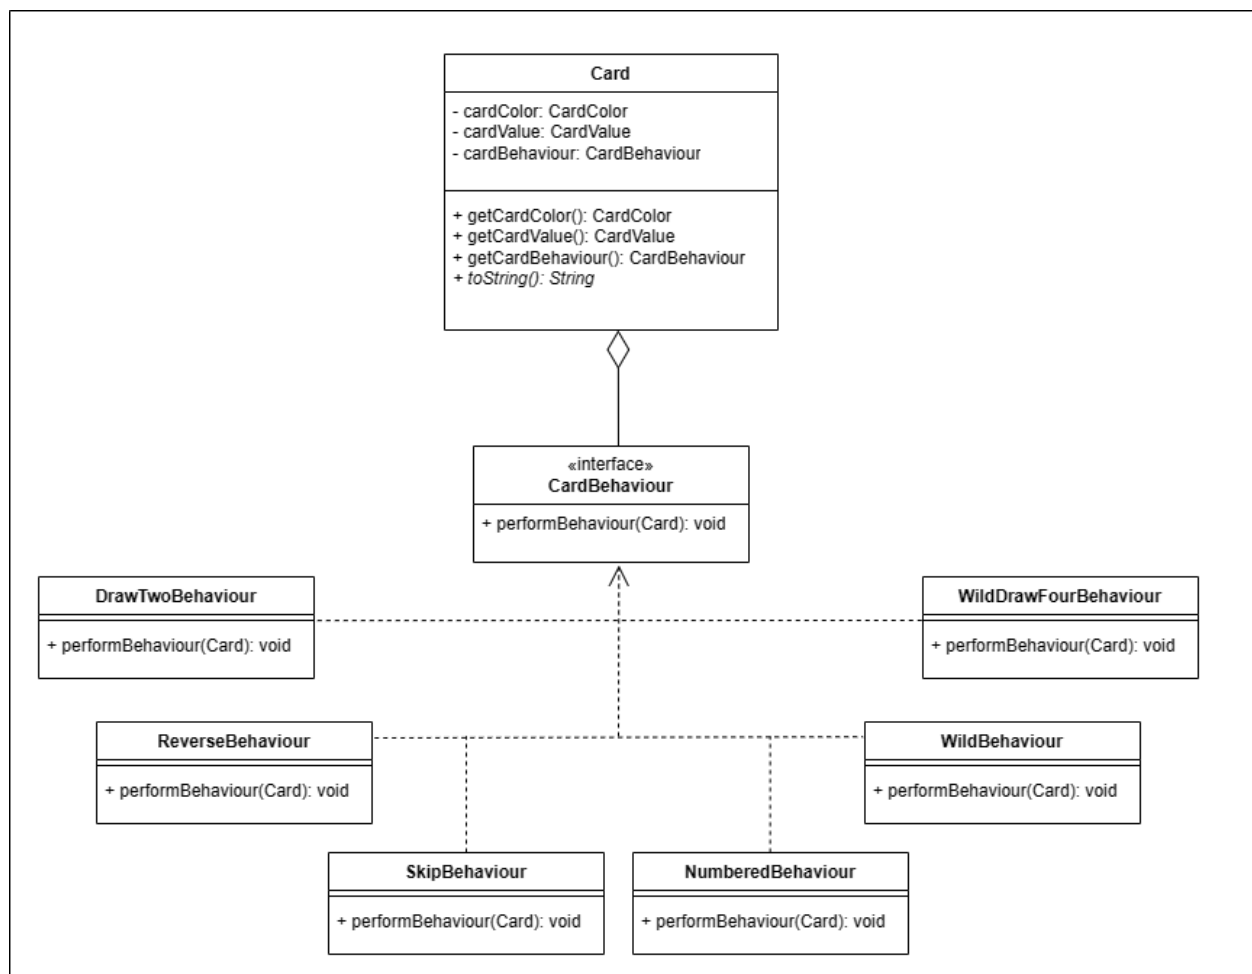 Card
- cardColor: CardColor
- cardValue: CardValue
- cardBehaviour: CardBehaviour
+ getCardColor(): CardColor
+ getCardValue(): CardValue
+ getCardBehaviour(): CardBehaviour
+ toString(): String
«interface»
CardBehaviour
+ performBehaviour(Card): void
DrawTwoBehaviour
+ performBehaviour(Card): void
WildDrawFourBehaviour
+ performBehaviour(Card): void
ReverseBehaviour
+ performBehaviour(Card): void
WildBehaviour
+ performBehaviour(Card): void
SkipBehaviour
+ performBehaviour(Card): void
NumberedBehaviour
+ performBehaviour(Card): void